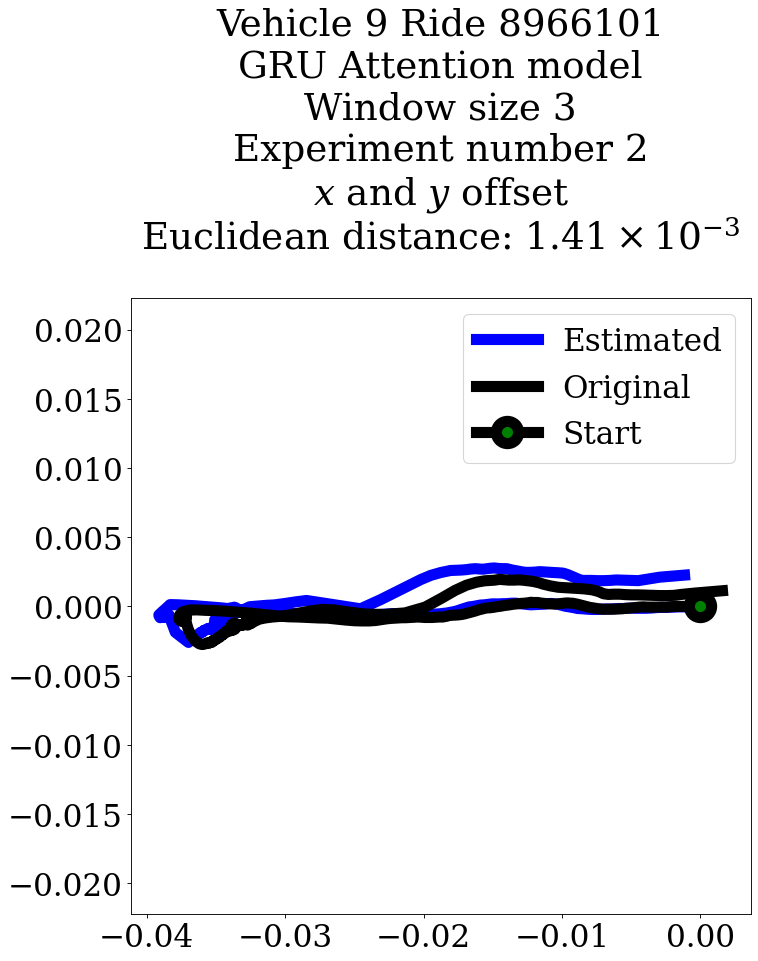 Vehicle 9 Ride 8966101
GRU Attention model
Window size 3
Experiment number 2
x and y offset
Euclidean distance: 1.41 × 10⁻³
Estimated
Original
Start
0.020
0.015
0.010
0.005
0.000
−0.005
−0.010
−0.015
−0.020
−0.04 −0.03 −0.02 −0.01 0.00